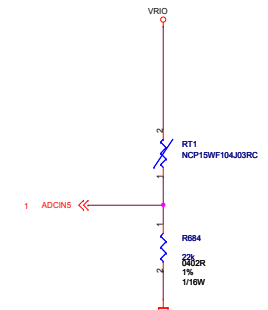 VRIO
2
RT1
NCP15WF104J03RC
1
1 ADCIN5
1
R684
22k
0402R
2
1%
1/16W